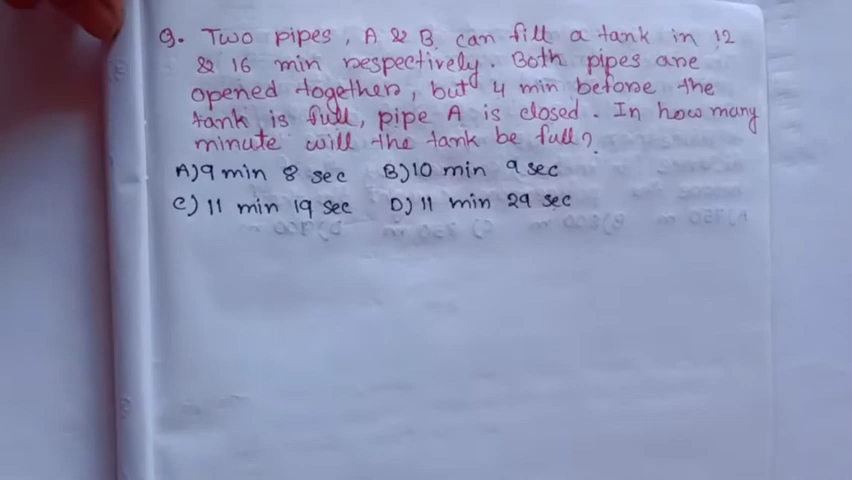 Q. Two pipes, A & B can fill a tank in 12
& 16 min respectively. Both pipes are
opened together, but 4 min before the
tank is full, pipe A is closed. In how many
minute will the tank be full?
A) 9 min 8 sec B) 10 min 9 sec
C) 11 min 19 sec D) 11 min 29 sec